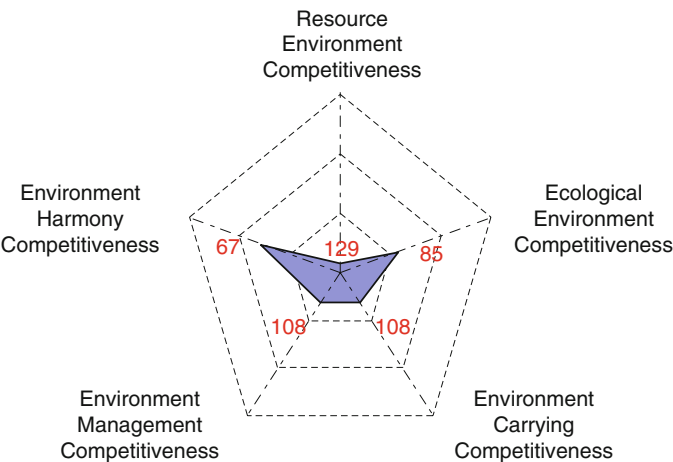 Resource
Environment
Competitiveness
Environment
Harmony
Competitiveness
Ecological
Environment
Competitiveness
67
129
85
108
108
Environment
Management
Competitiveness
Environment
Carrying
Competitiveness